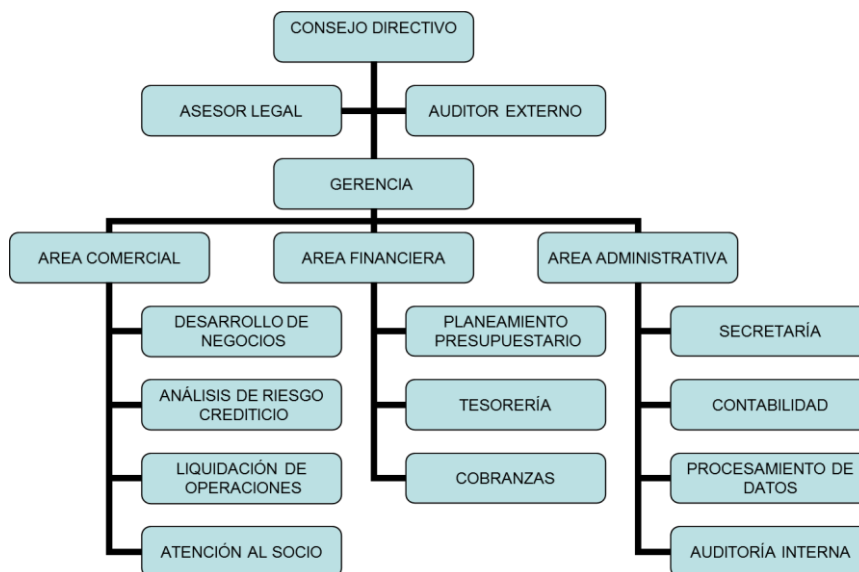 CONSEJO DIRECTIVO
ASESOR LEGAL
AUDITOR EXTERNO
GERENCIA
AREA COMERCIAL
AREA FINANCIERA
AREA ADMINISTRATIVA
DESARROLLO DE
NEGOCIOS
PLANEAMIENTO
PRESUPUESTARIO
SECRETARÍA
ANÁLISIS DE RIESGO
CREDITICIO
TESORERÍA
CONTABILIDAD
LIQUIDACIÓN DE
OPERACIONES
COBRANZAS
PROCESAMIENTO DE
DATOS
ATENCIÓN AL SOCIO
AUDITORÍA INTERNA